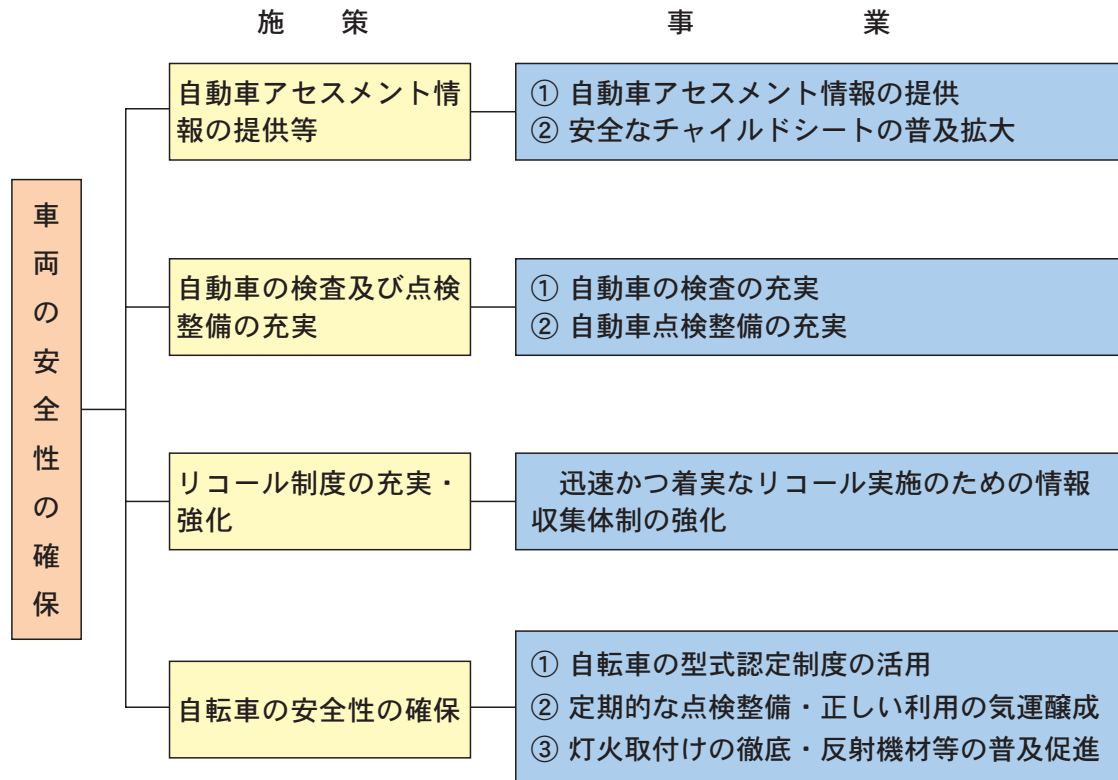 施　策
事　業
車両の安全性の確保
自動車アセスメント情
報の提供等
① 自動車アセスメント情報の提供
② 安全なチャイルドシートの普及拡大
自動車の検査及び点検
整備の充実
① 自動車の検査の充実
② 自動車点検整備の充実
リコール制度の充実・
強化
迅速かつ着実なリコール実施のための情報
収集体制の強化
自転車の安全性の確保
① 自転車の型式認定制度の活用
② 定期的な点検整備・正しい利用の気運醸成
③ 灯火取付けの徹底・反射機材等の普及促進